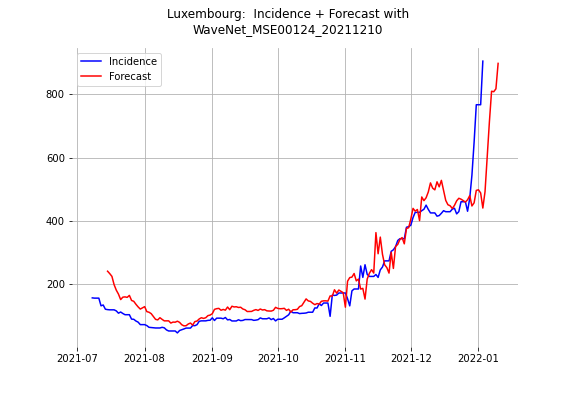 Luxembourg:  Incidence + Forecast with
WaveNet_MSE00124_20211210
Incidence
Forecast
800
600
400
200
2021-07 2021-08 2021-09 2021-10 2021-11 2021-12 2022-01